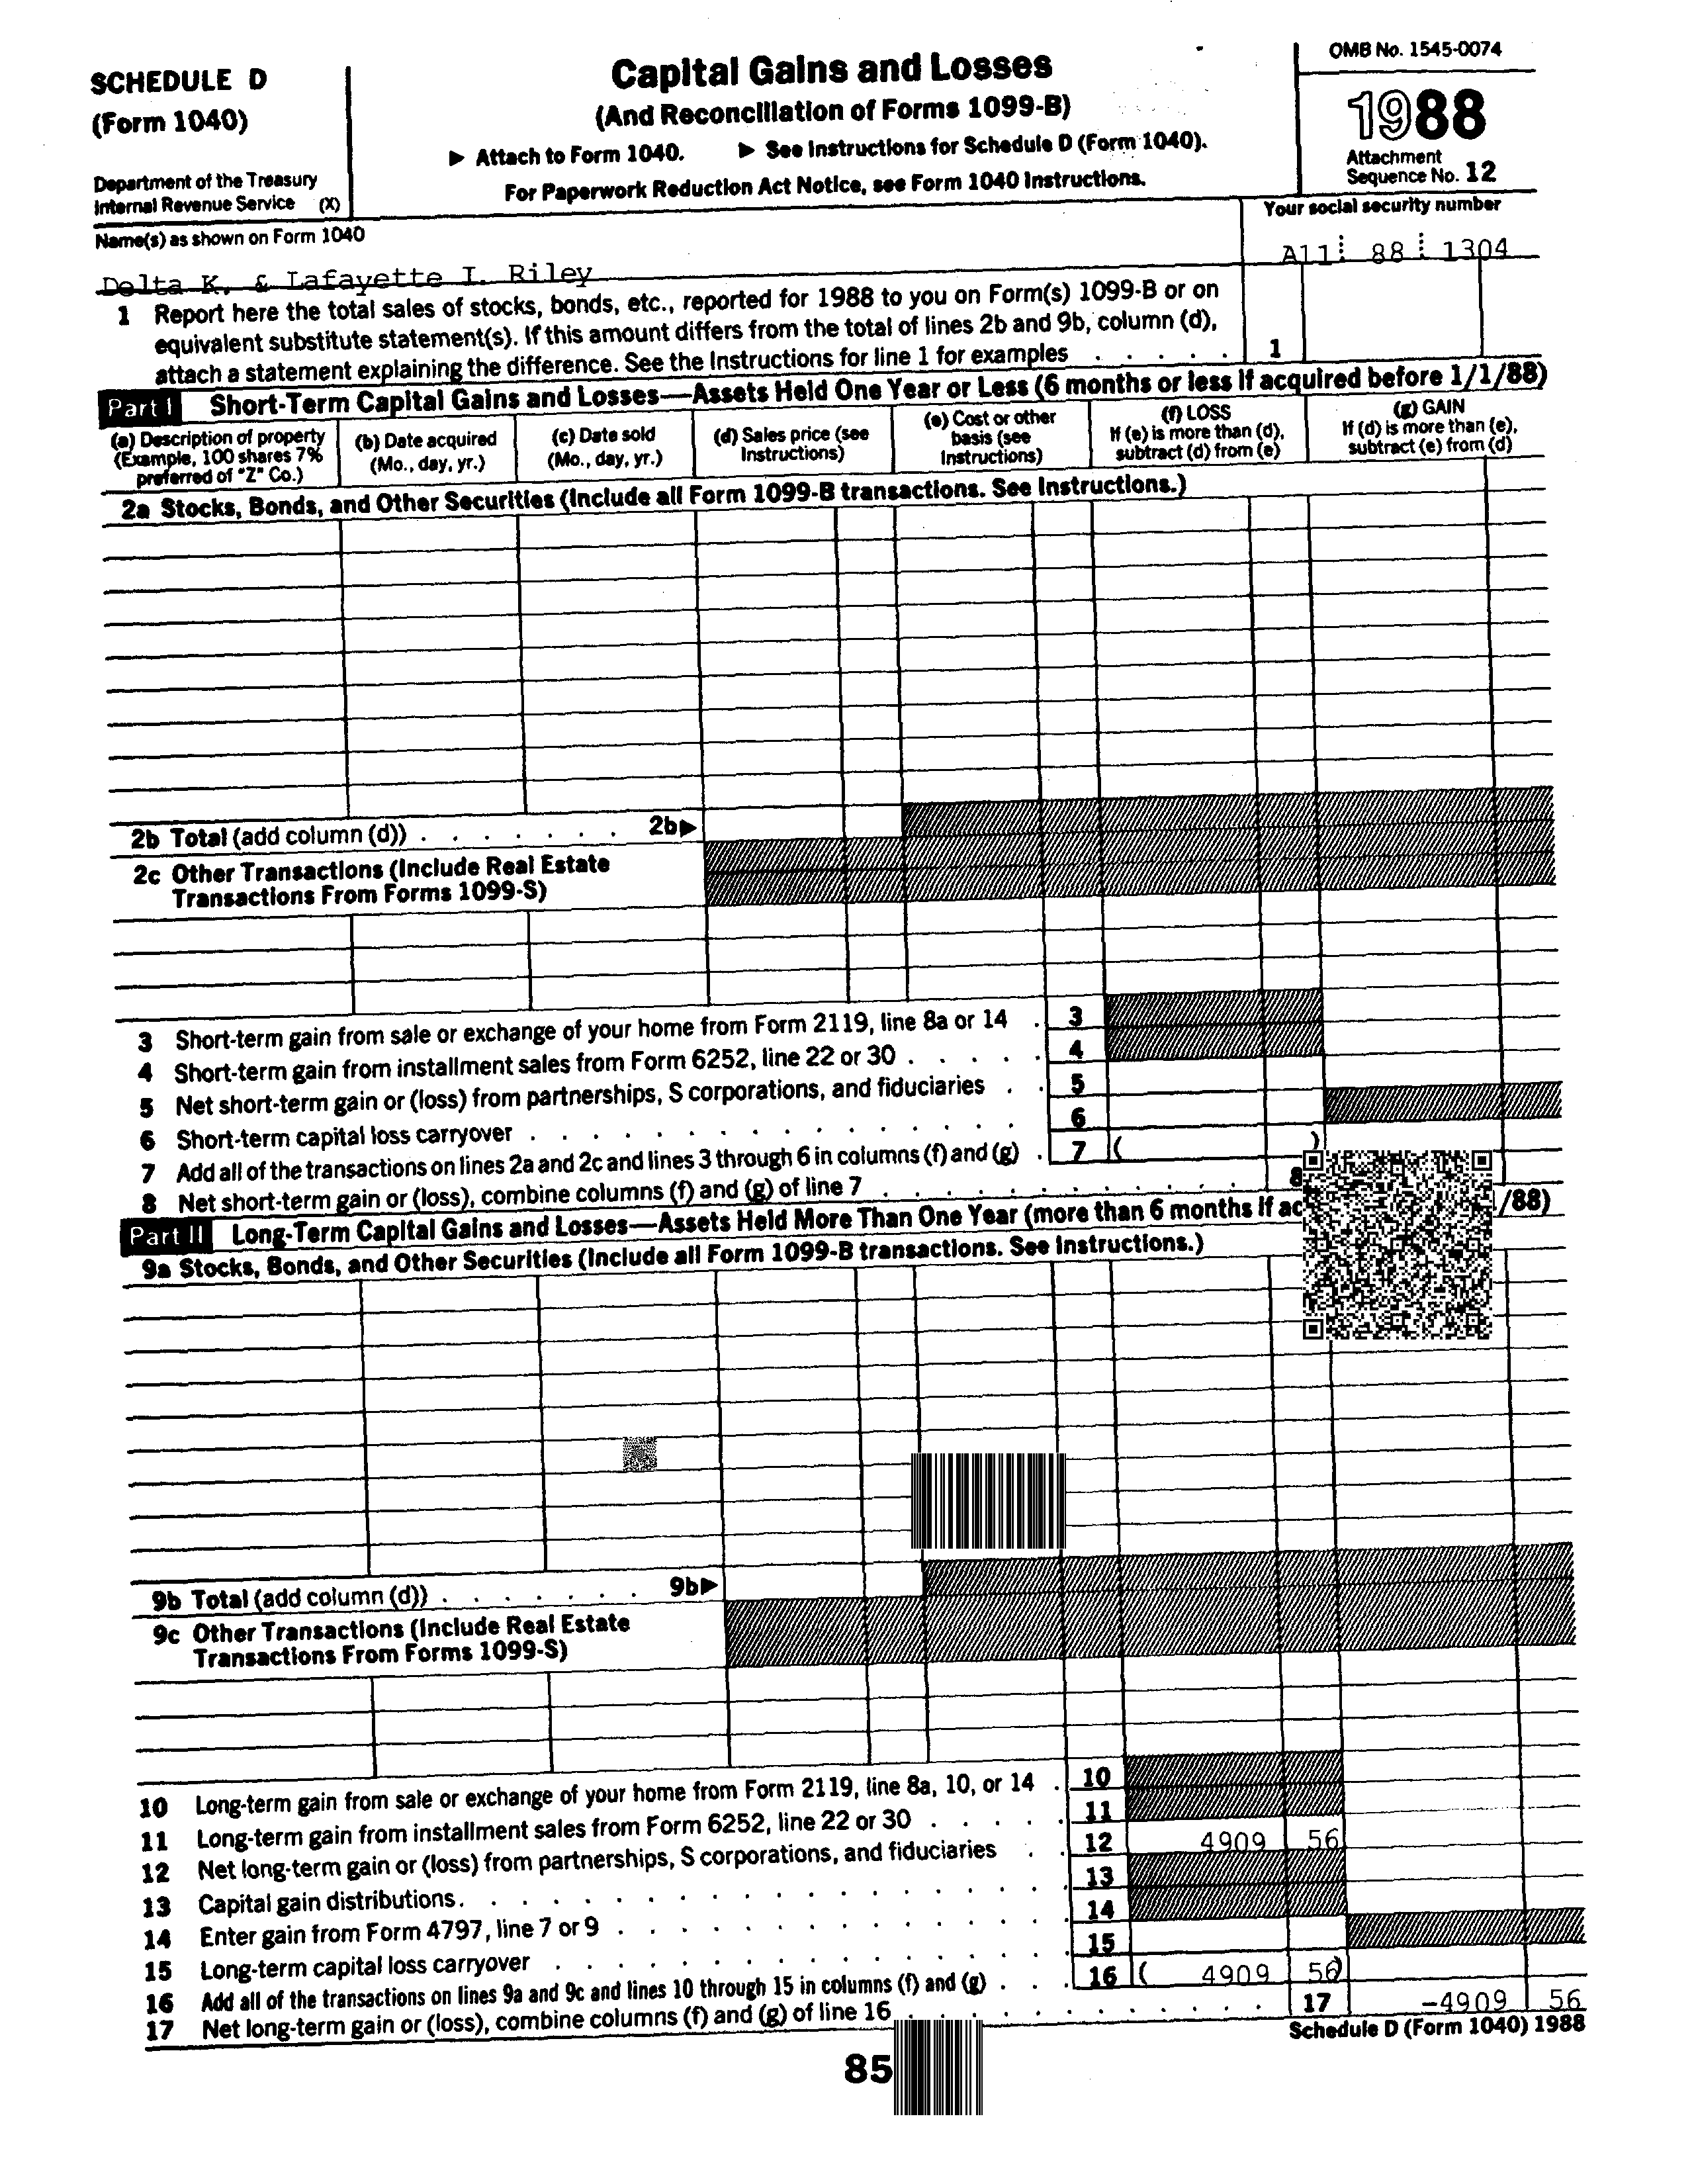 SCHEDULE D
(Form 1040)
Department of the Treasury
Internal Revenue Service (X)
Capital Gains and Losses
(And Reconciliation of Forms 1099-B)
▶ Attach to Form 1040. ▶ See Instructions for Schedule D (Form 1040).
For Paperwork Reduction Act Notice, see Form 1040 Instructions.
OMB No. 1545-0074
1988
Attachment
Sequence No. 12
Name(s) as shown on Form 1040
Delta K. & Lafayette I. Riley
Your social security number
A11 88 1304
1 Report here the total sales of stocks, bonds, etc., reported for 1988 to you on Form(s) 1099-B or on
equivalent substitute statement(s). If this amount differs from the total of lines 2b and 9b, column (d),
attach a statement explaining the difference. See the Instructions for line 1 for examples . . . . . 1
Part I Short-Term Capital Gains and Losses—Assets Held One Year or Less (6 months or less if acquired before 1/1/88)
(a) Description of property
(Example, 100 shares 7%
preferred of "Z" Co.)
(b) Date acquired
(Mo., day, yr.)
(c) Date sold
(Mo., day, yr.)
(d) Sales price (see
Instructions)
(e) Cost or other
basis (see
Instructions)
(f) LOSS
If (e) is more than (d),
subtract (d) from (e)
(g) GAIN
If (d) is more than (e),
subtract (e) from (d)
2a Stocks, Bonds, and Other Securities (Include all Form 1099-B transactions. See Instructions.)
2b Total (add column (d)) . . . . . . . 2b▶
2c Other Transactions (Include Real Estate
Transactions From Forms 1099-S)
3 Short-term gain from sale or exchange of your home from Form 2119, line 8a or 14 . 3
4 Short-term gain from installment sales from Form 6252, line 22 or 30 . . . . . 4
5 Net short-term gain or (loss) from partnerships, S corporations, and fiduciaries . . 5
6 Short-term capital loss carryover . . . . . . . . . . . . . . . . 6
7 Add all of the transactions on lines 2a and 2c and lines 3 through 6 in columns (f) and (g) . 7 ( )
8 Net short-term gain or (loss), combine columns (f) and (g) of line 7 . . . . . . . . . . . 8
Part II Long-Term Capital Gains and Losses—Assets Held More Than One Year (more than 6 months if ac /88)
9a Stocks, Bonds, and Other Securities (Include all Form 1099-B transactions. See Instructions.)
9b Total (add column (d)) . . . . . . . 9b▶
9c Other Transactions (Include Real Estate
Transactions From Forms 1099-S)
10 Long-term gain from sale or exchange of your home from Form 2119, line 8a, 10, or 14 . 10
11 Long-term gain from installment sales from Form 6252, line 22 or 30 . . . . . 11
12 Net long-term gain or (loss) from partnerships, S corporations, and fiduciaries . . 12 4909 56
13 Capital gain distributions . . . . . . . . . . . . . . . . . . 13
14 Enter gain from Form 4797, line 7 or 9 . . . . . . . . . . . . . 14
15 Long-term capital loss carryover . . . . . . . . . . . . . . . 15
16 Add all of the transactions on lines 9a and 9c and lines 10 through 15 in columns (f) and (g) . . . 16 ( 4909 56)
17 Net long-term gain or (loss), combine columns (f) and (g) of line 16 . . . . . . . . . . . 17 -4909 56
Schedule D (Form 1040) 1988
85